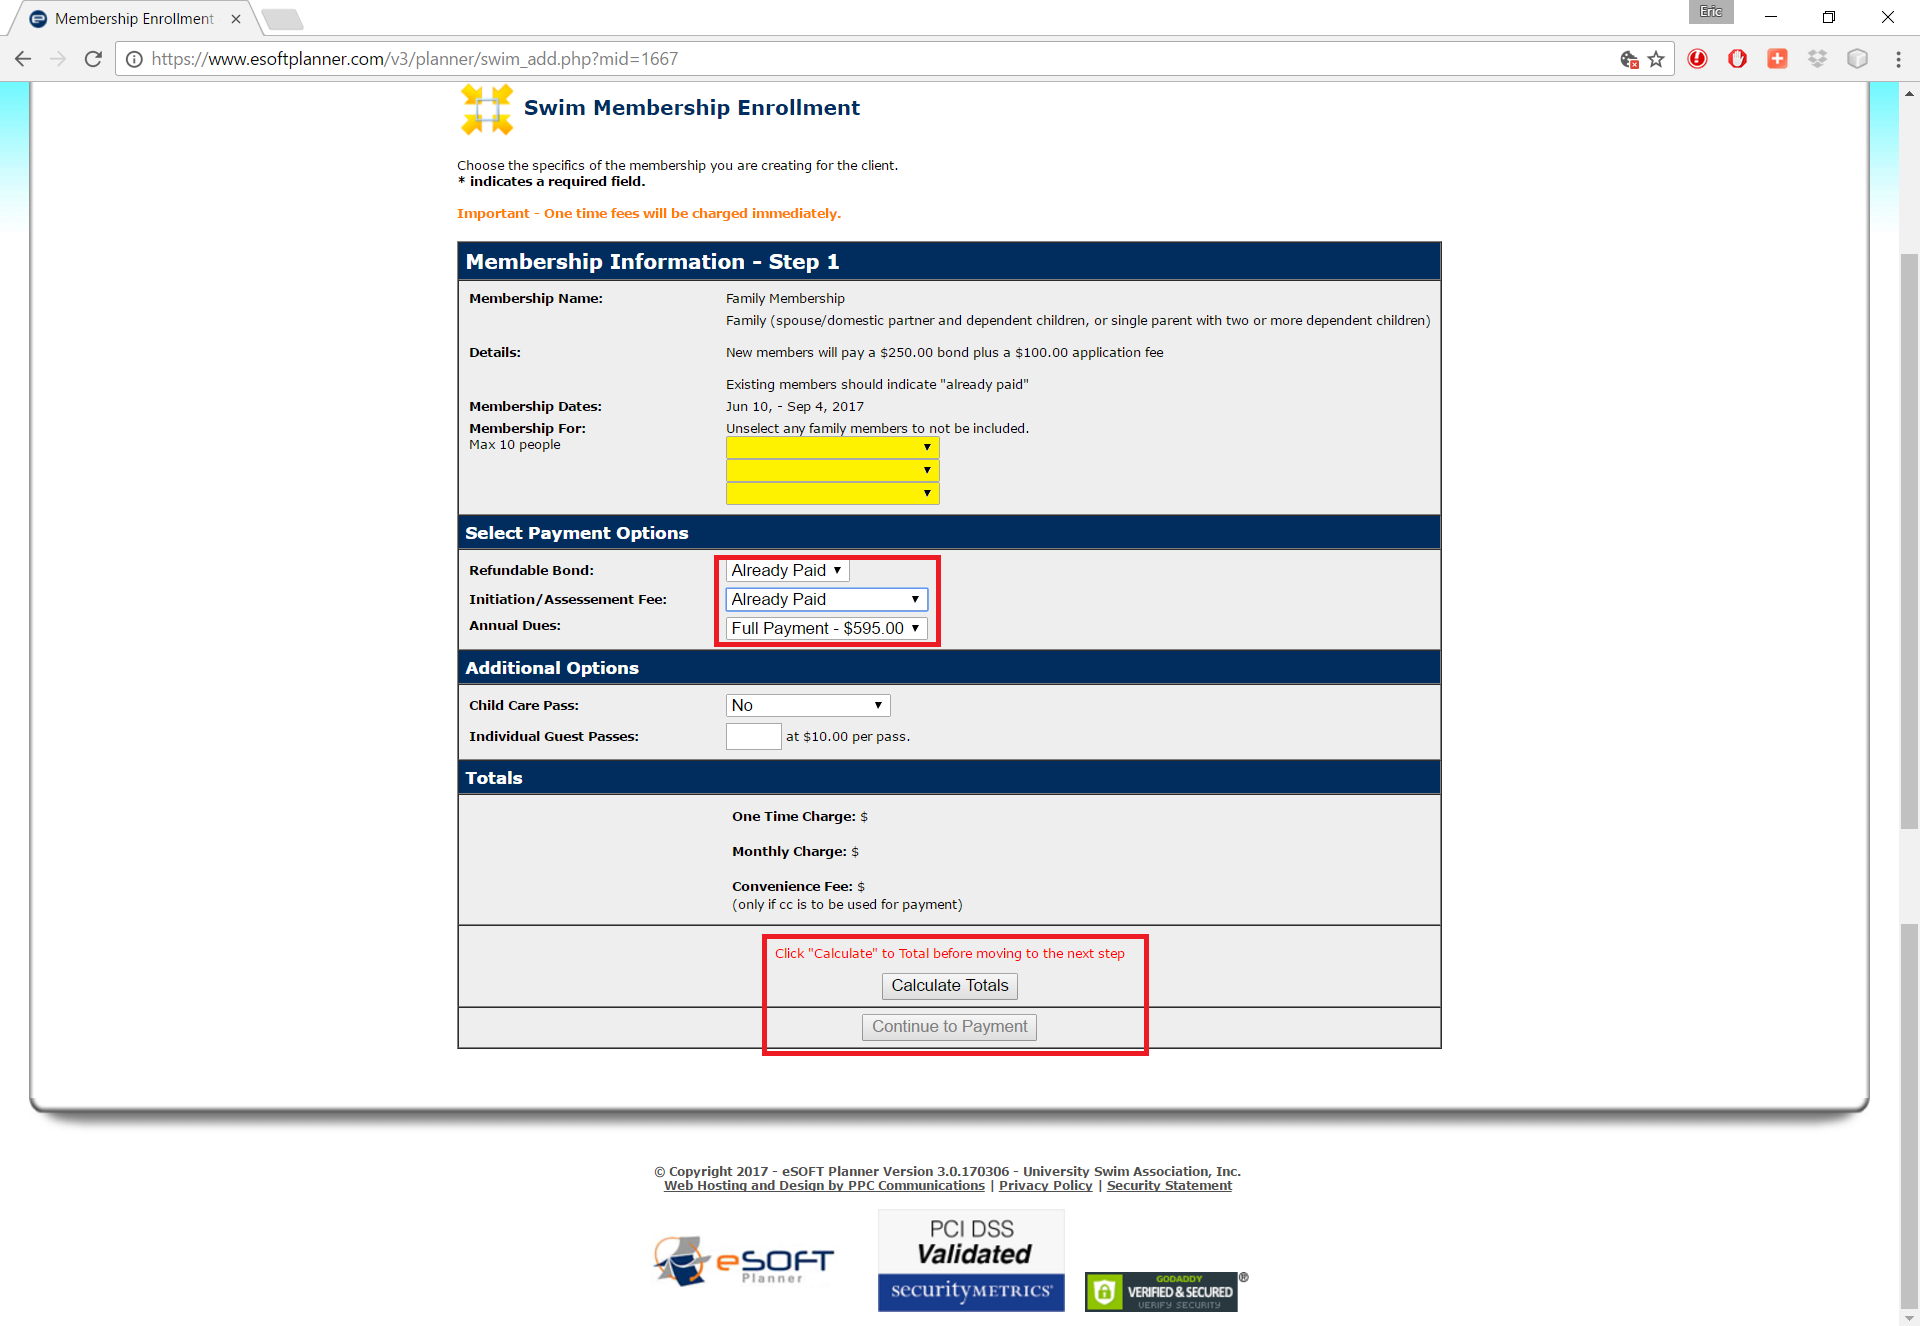 Membership Enrollment
Eric
https://www.esoftplanner.com/v3/planner/swim_add.php?mid=1667
Swim Membership Enrollment
Choose the specifics of the membership you are creating for the client.
* indicates a required field.
Important - One time fees will be charged immediately.
Membership Information - Step 1
Membership Name: Family Membership
Family (spouse/domestic partner and dependent children, or single parent with two or more dependent children)
Details: New members will pay a $250.00 bond plus a $100.00 application fee
Existing members should indicate "already paid"
Membership Dates: Jun 10, - Sep 4, 2017
Membership For: Unselect any family members to not be included.
Max 10 people
Select Payment Options
Refundable Bond: Already Paid
Initiation/Assessement Fee: Already Paid
Annual Dues: Full Payment - $595.00
Additional Options
Child Care Pass: No
Individual Guest Passes: at $10.00 per pass.
Totals
One Time Charge: $
Monthly Charge: $
Convenience Fee: $
(only if cc is to be used for payment)
Click "Calculate" to Total before moving to the next step
Calculate Totals
Continue to Payment
© Copyright 2017 - eSOFT Planner Version 3.0.170306 - University Swim Association, Inc.
Web Hosting and Design by PPC Communications | Privacy Policy | Security Statement
eSOFT
Planner
PCI DSS
Validated
securityMETRICS®
GODADDY
VERIFIED & SECURED
VERIFY SECURITY
®